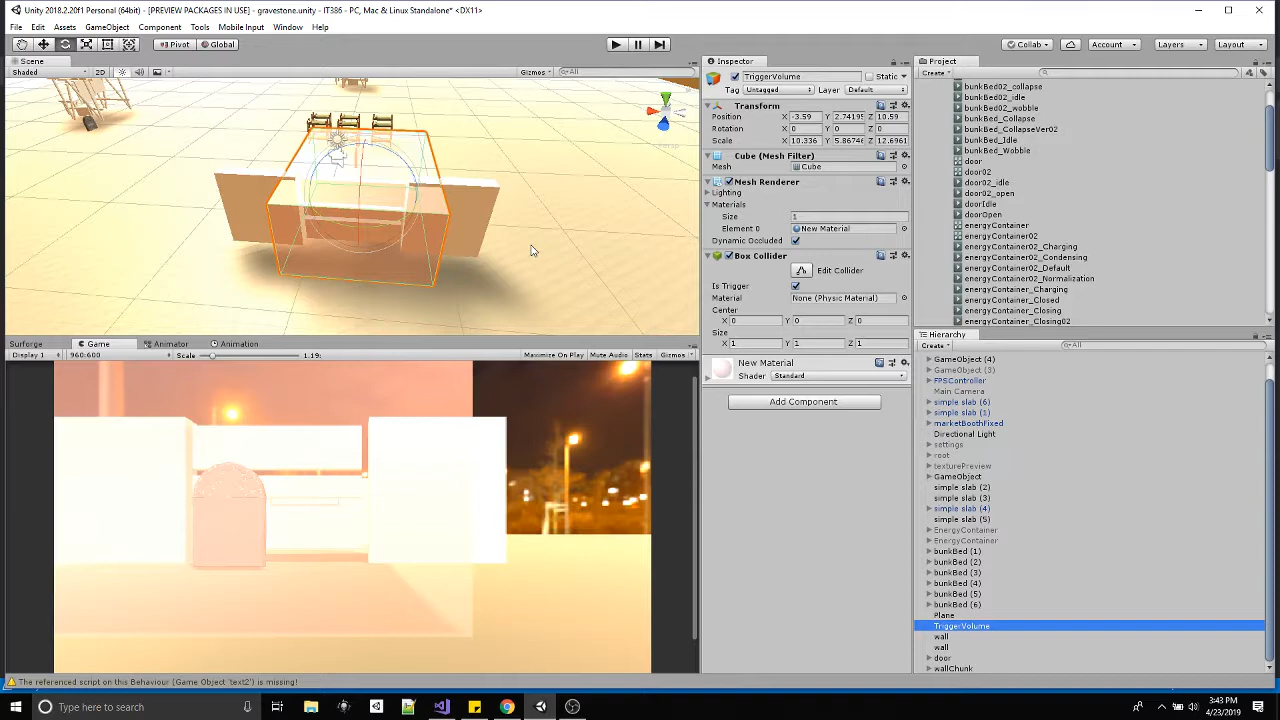 Unity 2018.2.20f1 Personal (64bit) - [PREVIEW PACKAGES IN USE] - gravestone.unity - IT386 - PC, Mac & Linux Standalone* <DX11>
File Edit Assets GameObject Component Tools Mobile Input Window Help
Pivot Global Collab Account Layers Layout
Scene
Shaded 2D Gizmos All
Persp
Inspector
TriggerVolume Static
Tag Untagged Layer Default
Transform
Position X -3.59 Y 2.74195 Z 10.59
Rotation X 0 Y 0 Z 0
Scale X 10.336 Y 5.86746 Z 12.6961
Cube (Mesh Filter)
Mesh Cube
Mesh Renderer
Lighting
Materials
Size 1
Element 0 New Material
Dynamic Occluded
Box Collider
Edit Collider
Is Trigger
Material None (Physic Material)
Center
X 0 Y 0 Z 0
Size
X 1 Y 1 Z 1
New Material
Shader Standard
Add Component
Project
Create
bunkBed02_collapse
bunkBed02_idle
bunkBed02_wobble
bunkBed_Collapse
bunkBed_CollapseVer02
bunkBed_Idle
bunkBed_Wobble
door
door02
door02_idle
door02_open
doorIdle
doorOpen
energyContainer
energyContainer02
energyContainer02_Charging
energyContainer02_Condensing
energyContainer02_Default
energyContainer02_Normalization
energyContainer_Charging
energyContainer_Closed
energyContainer_Closing
energyContainer_Closing02
Hierarchy
Create All
GameObject (4)
GameObject (3)
FPSController
Main Camera
simple slab (6)
simple slab (1)
marketBoothFixed
Directional Light
settings
root
texturePreview
GameObject
simple slab (2)
simple slab (3)
simple slab (4)
simple slab (5)
EnergyContainer
EnergyContainer
bunkBed (1)
bunkBed (2)
bunkBed (3)
bunkBed (4)
bunkBed (5)
bunkBed (6)
Plane
TriggerVolume
wall
wall
door
wallChunk
Surforge Game Animator Animation
Display 1 960:600 Scale 1.19: Maximize On Play Mute Audio Stats Gizmos
The referenced script on this Behaviour (Game Object 'text2') is missing!
Type here to search
3:43 PM
4/23/2019